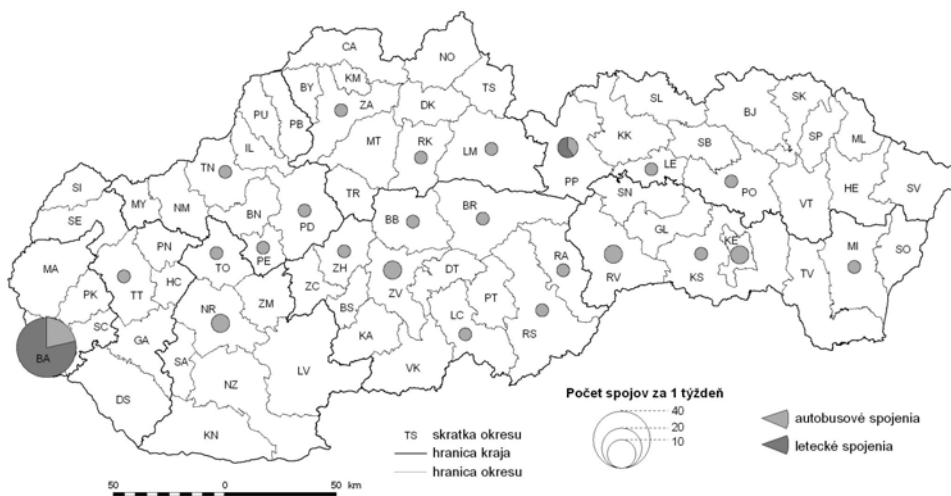 CA
NO
BY
KM
ZA
DK
TS
PU
PB
IL
MT
RK
LM
SL
BJ
SK
KK
SB
SP
ML
LE
PP
PO
VT
HE
SV
TN
SI
MY
NM
BN
PD
TR
BB
BR
SN
GL
KE
SE
PN
PE
MA
TT
HC
TO
ZH
ZC
ZV
DT
RA
RV
KS
TV
MI
SO
PK
SC
GA
NR
ZM
BS
KA
LC
PT
RS
BA
DS
SA
NZ
LV
VK
KN
Počet spojov za 1 týždeň
40
20
10
autobusové spojenia
letecké spojenia
TS skratka okresu
hranica kraja
hranica okresu
50 0 50 km